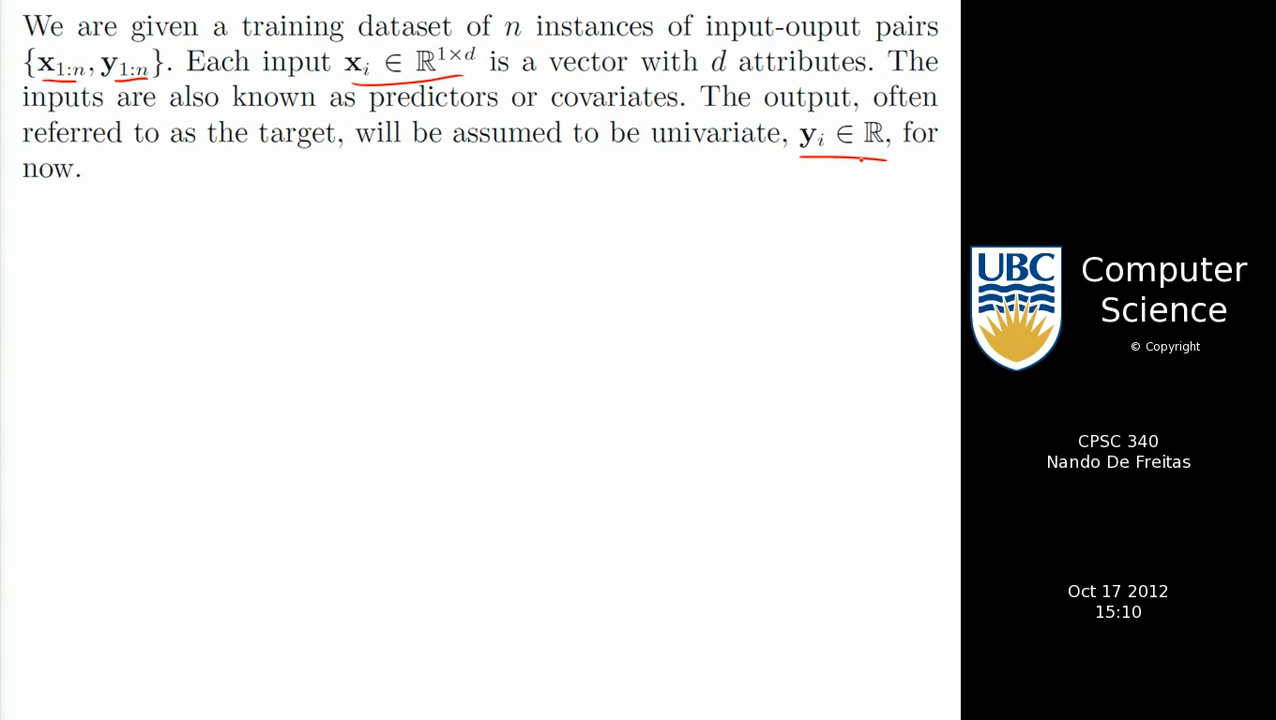 We are given a training dataset of n instances of input-ouput pairs
{x₁:ₙ, y₁:ₙ}. Each input xᵢ ∈ ℝ¹ˣᵈ is a vector with d attributes. The
inputs are also known as predictors or covariates. The output, often
referred to as the target, will be assumed to be univariate, yᵢ ∈ ℝ, for
now.
UBC
Computer
Science
© Copyright
CPSC 340
Nando De Freitas
Oct 17 2012
15:10